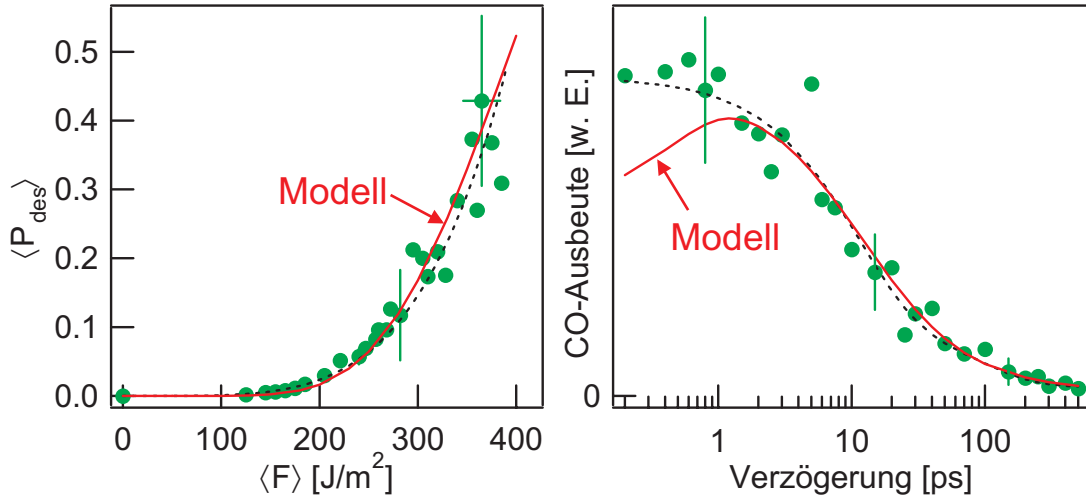 ⟨P_des⟩
0.5
0.4
0.3
0.2
0.1
0.0
Modell
0 100 200 300 400
⟨F⟩ [J/m²]
CO-Ausbeute [w. E.]
0
Modell
1 10 100
Verzögerung [ps]